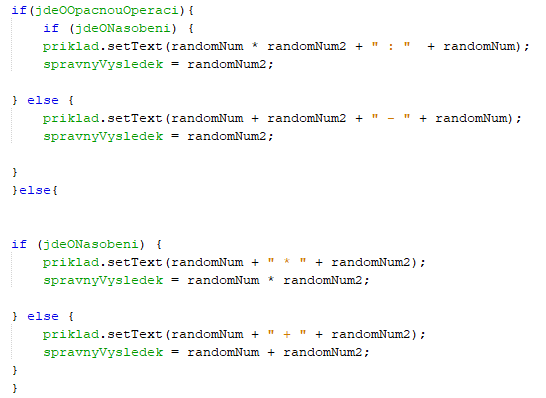 if(jdeOOpacnouOperaci){
    if (jdeONasobeni) {
    priklad.setText(randomNum * randomNum2 + " : "  + randomNum);
    spravnyVysledek = randomNum2;

} else {
    priklad.setText(randomNum + randomNum2 + " - " + randomNum);
    spravnyVysledek = randomNum2;

}
}else{


if (jdeONasobeni) {
    priklad.setText(randomNum + " * " + randomNum2);
    spravnyVysledek = randomNum * randomNum2;

} else {
    priklad.setText(randomNum + " + " + randomNum2);
    spravnyVysledek = randomNum + randomNum2;
}
}